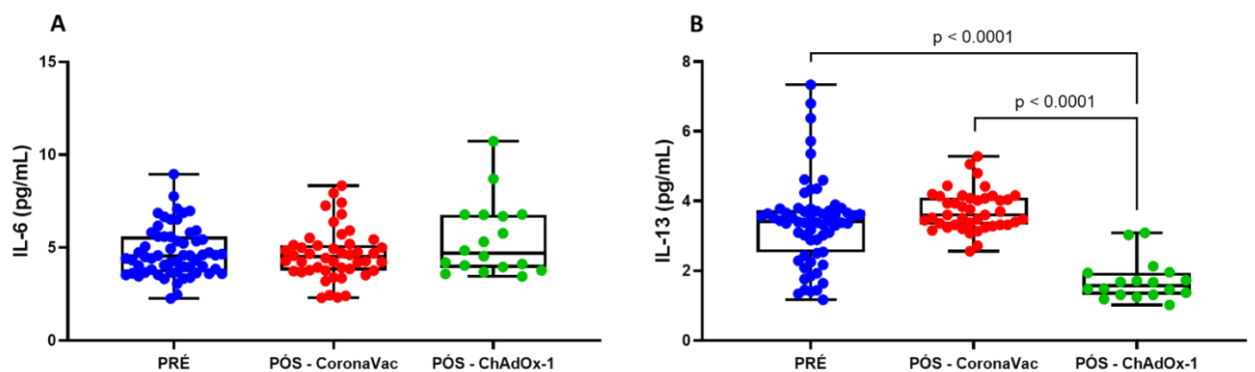 A
IL-6 (pg/mL)
15
10
5
0
PRÉ
PÓS - CoronaVac
PÓS - ChAdOx-1
B
IL-13 (pg/mL)
8
6
4
2
0
p < 0.0001
p < 0.0001
PRÉ
PÓS - CoronaVac
PÓS - ChAdOx-1